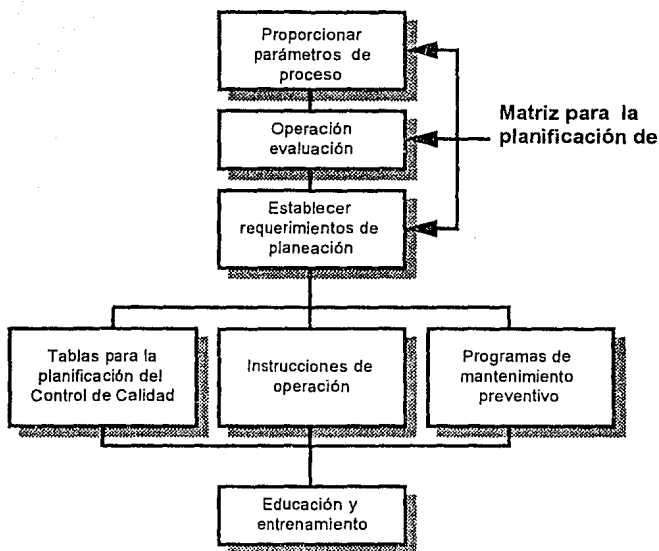 Proporcionar
parámetros de
proceso
Operación
evaluación
Matriz para la
planificación de
Establecer
requerimientos de
planeación
Tablas para la
planificación del
Control de Calidad
Instrucciones de
operación
Programas de
mantenimiento
preventivo
Educación y
entrenamiento